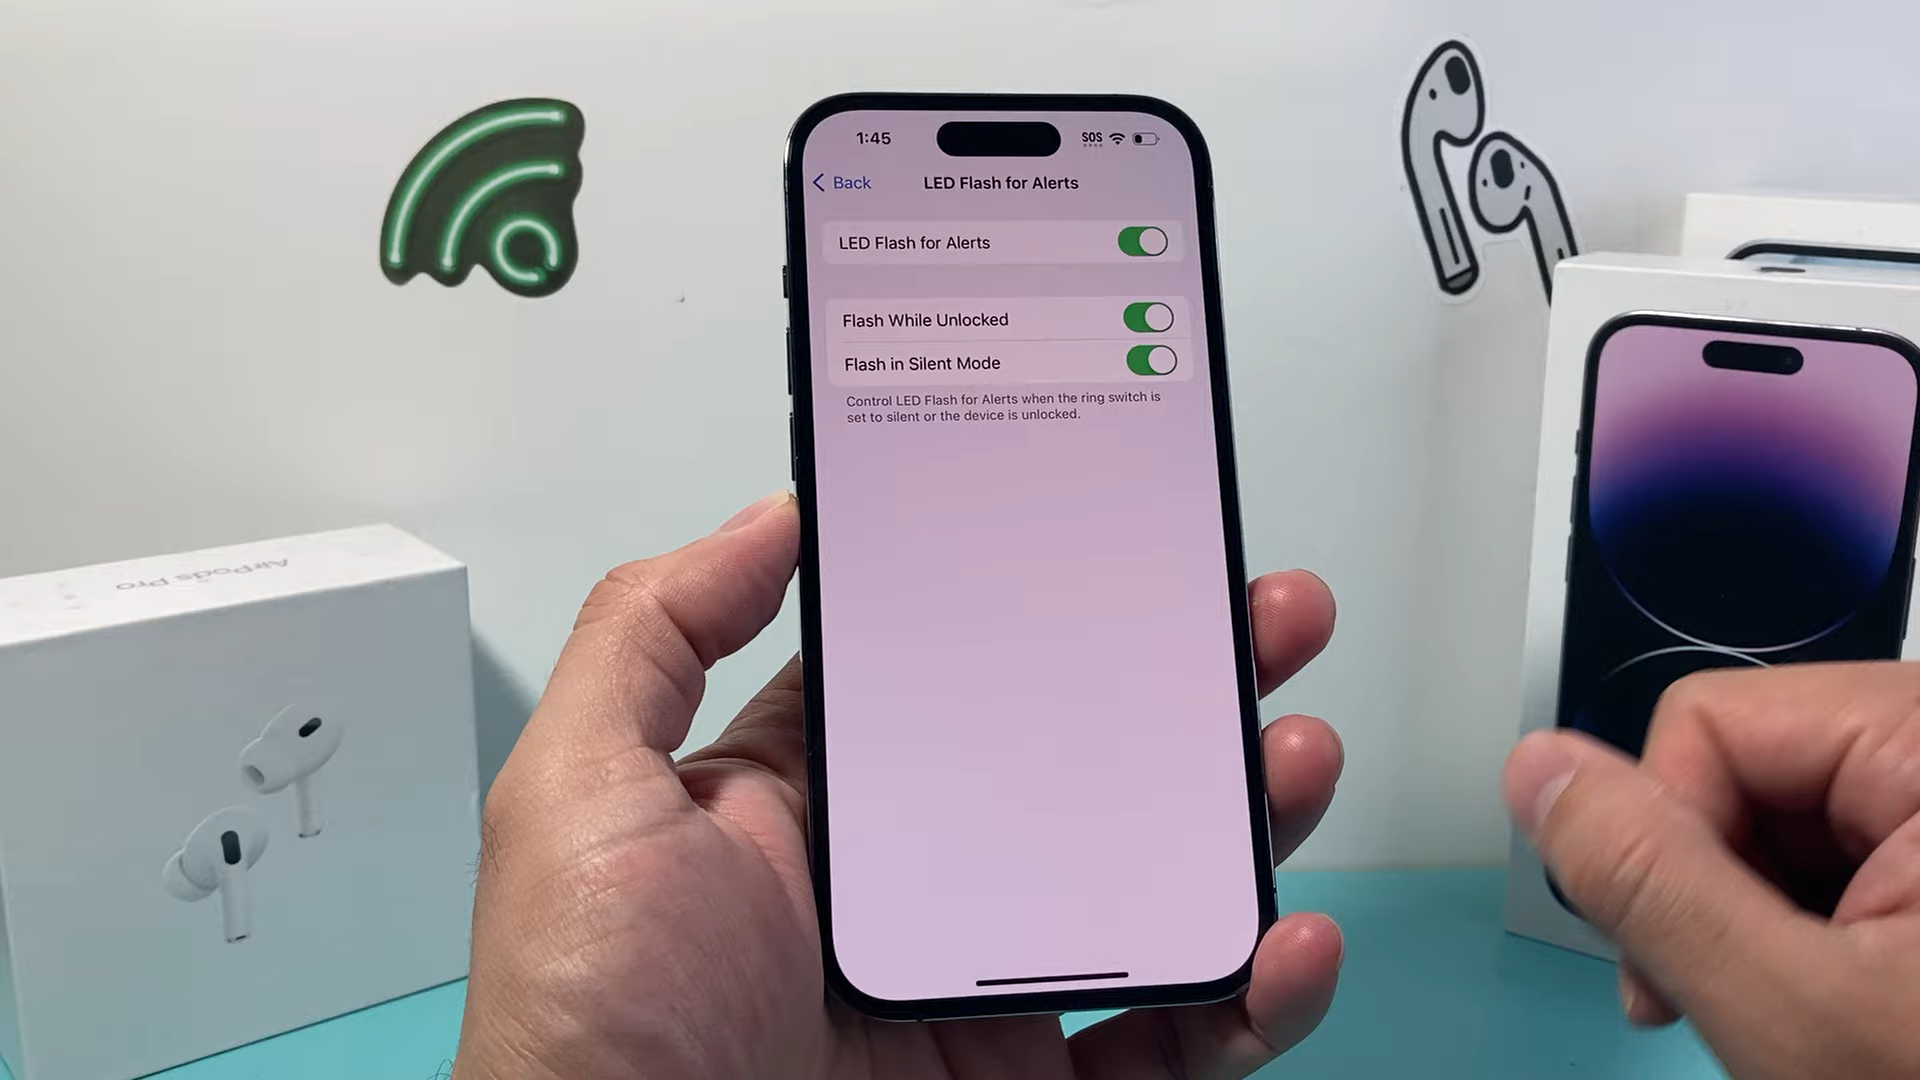 1:45
SOS
Back
LED Flash for Alerts
LED Flash for Alerts
Flash While Unlocked
Flash in Silent Mode
Control LED Flash for Alerts when the ring switch is
set to silent or the device is unlocked.
AirPods Pro